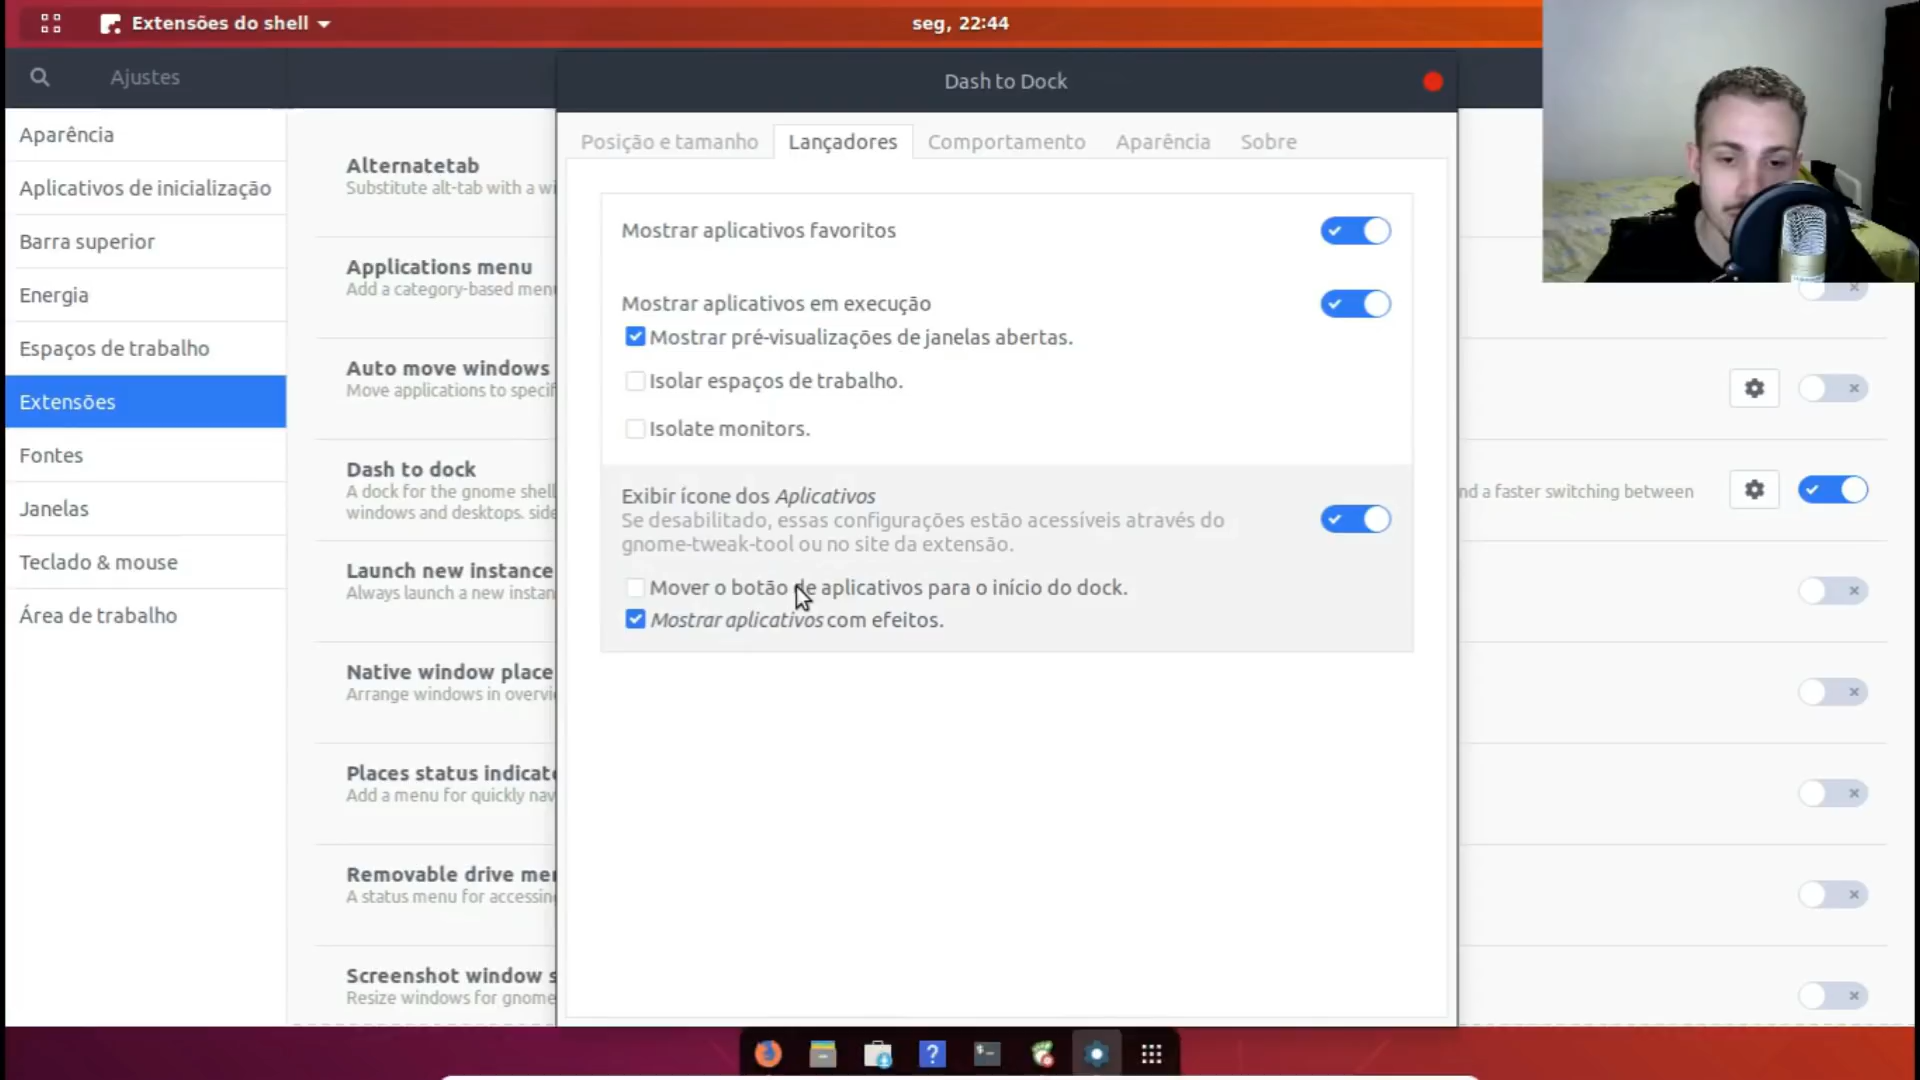 Extensões do shell
seg, 22:44
Ajustes
Dash to Dock
Aparência
Aplicativos de inicialização
Barra superior
Energia
Espaços de trabalho
Extensões
Fontes
Janelas
Teclado & mouse
Área de trabalho
Alternatetab
Substitute alt-tab with a wi
Applications menu
Add a category-based men
Auto move windows
Move applications to specif
Dash to dock
A dock for the gnome shell
nd a faster switching between
windows and desktops. side
Launch new instance
Always launch a new instan
Native window place
Arrange windows in overvi
Places status indicat
Add a menu for quickly nav
Removable drive me
A status menu for accessin
Screenshot window s
Resize windows for gnome
Posição e tamanho
Lançadores
Comportamento
Aparência
Sobre
Mostrar aplicativos favoritos
Mostrar aplicativos em execução
Mostrar pré-visualizações de janelas abertas.
Isolar espaços de trabalho.
Isolate monitors.
Exibir ícone dos Aplicativos
Se desabilitado, essas configurações estão acessíveis através do
gnome-tweak-tool ou no site da extensão.
Mover o botão de aplicativos para o início do dock.
Mostrar aplicativos com efeitos.